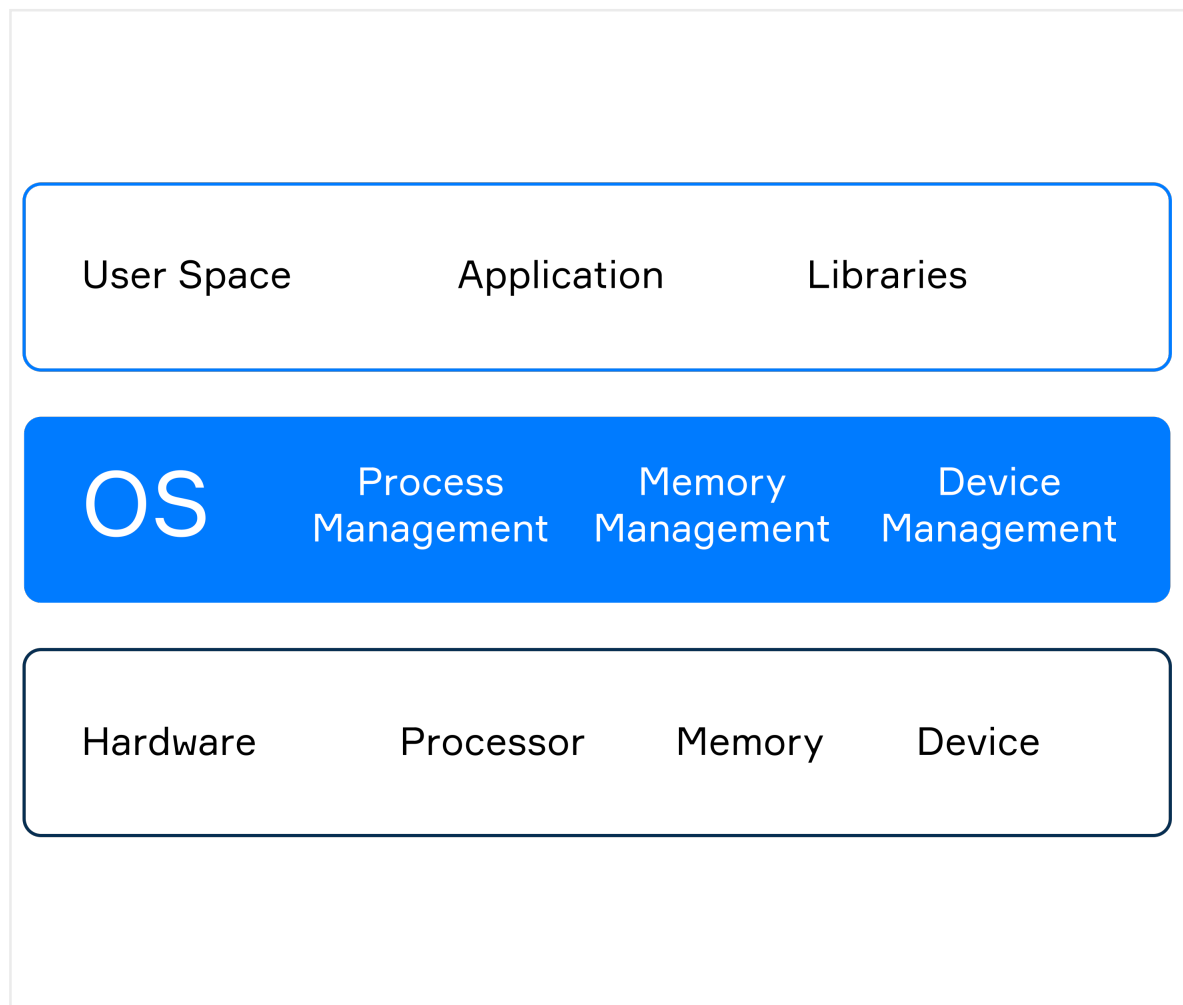 User Space Application Libraries
OS Process Management Memory Management Device Management
Hardware Processor Memory Device